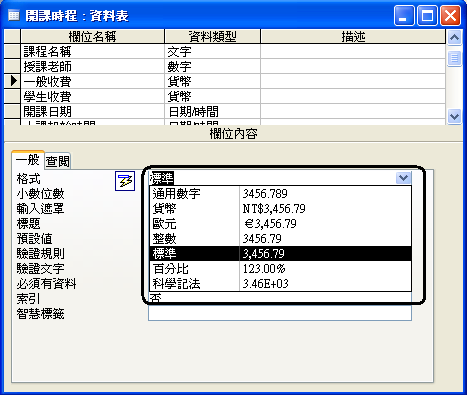 開課時程：資料表
欄位名稱 資料類型 描述
課程名稱 文字
授課老師 數字
一般收費 貨幣
學生收費 貨幣
開課日期 日期/時間
日期/時間
欄位內容
一般 查閱
格式 標準
小數位數 通用數字 3456.789
輸入遮罩 貨幣 NT$3,456.79
標題 歐元 €3,456.79
預設值 整數 3456.79
驗證規則 標準 3,456.79
驗證文字 百分比 123.00%
必須有資料 科學記法 3.46E+03
索引 否
智慧標籤